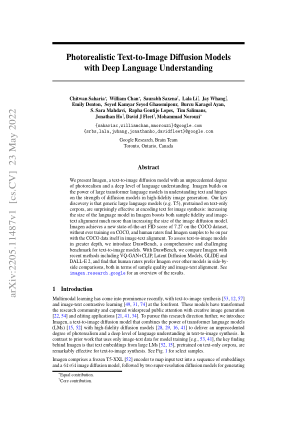 arXiv:2205.11487v1 [cs.CV] 23 May 2022
Photorealistic Text-to-Image Diffusion Models
with Deep Language Understanding
Chitwan Saharia*, William Chan*, Saurabh Saxena†, Lala Li†, Jay Whang†,
Emily Denton, Seyed Kamyar Seyed Ghasemipour, Burcu Karagol Ayan,
S. Sara Mahdavi, Rapha Gontijo Lopes, Tim Salimans,
Jonathan Ho†, David J Fleet†, Mohammad Norouzi*
{sahariac,williamchan,mnorouzi}@google.com
{srbs,lala,jwhang,jonathanho,davidfleet}@google.com
Google Research, Brain Team
Toronto, Ontario, Canada
Abstract
We present Imagen, a text-to-image diffusion model with an unprecedented degree
of photorealism and a deep level of language understanding. Imagen builds on
the power of large transformer language models in understanding text and hinges
on the strength of diffusion models in high-fidelity image generation. Our key
discovery is that generic large language models (e.g. T5), pretrained on text-only
corpora, are surprisingly effective at encoding text for image synthesis: increasing
the size of the language model in Imagen boosts both sample fidelity and image-
text alignment much more than increasing the size of the image diffusion model.
Imagen achieves a new state-of-the-art FID score of 7.27 on the COCO dataset,
without ever training on COCO, and human raters find Imagen samples to be on par
with the COCO data itself in image-text alignment. To assess text-to-image models
in greater depth, we introduce DrawBench, a comprehensive and challenging
benchmark for text-to-image models. With DrawBench, we compare Imagen with
recent methods including VQ-GAN+CLIP, Latent Diffusion Models, GLIDE and
DALL-E 2, and find that human raters prefer Imagen over other models in side-by-
side comparisons, both in terms of sample quality and image-text alignment. See
imagen.research.google for an overview of the results.
1 Introduction
Multimodal learning has come into prominence recently, with text-to-image synthesis [53, 12, 57]
and image-text contrastive learning [49, 31, 74] at the forefront. These models have transformed
the research community and captured widespread public attention with creative image generation
[22, 54] and editing applications [21, 41, 34]. To pursue this research direction further, we introduce
Imagen, a text-to-image diffusion model that combines the power of transformer language models
(LMs) [15, 52] with high-fidelity diffusion models [28, 29, 16, 41] to deliver an unprecedented
degree of photorealism and a deep level of language understanding in text-to-image synthesis. In
contrast to prior work that uses only image-text data for model training [e.g., 53, 41], the key finding
behind Imagen is that text embeddings from large LMs [52, 15], pretrained on text-only corpora, are
remarkably effective for text-to-image synthesis. See Fig. 1 for select samples.
Imagen comprises a frozen T5-XXL [52] encoder to map input text into a sequence of embeddings
and a 64×64 image diffusion model, followed by two super-resolution diffusion models for generating
*Equal contribution.
†Core contribution.